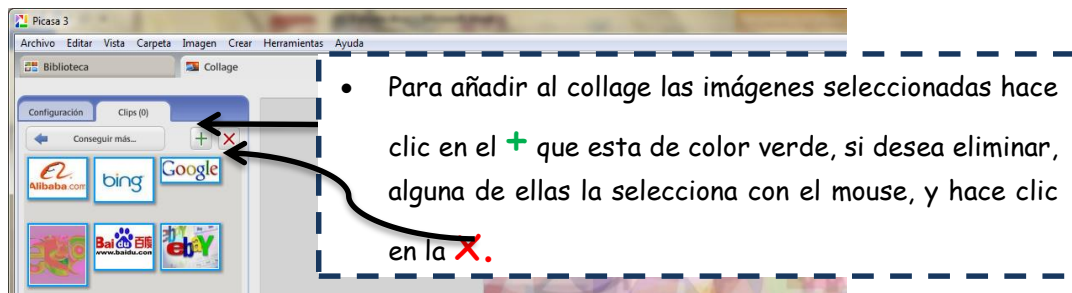 Picasa 3
Archivo Editar Vista Carpeta Imagen Crear Herramientas Ayuda
Biblioteca
Collage
Configuración
Clips (0)
Conseguir más...
Alibaba.com
bing
Google
Bai du 百度
www.baidu.com
ebY
• Para añadir al collage las imágenes seleccionadas hace
clic en el + que esta de color verde, si desea eliminar,
alguna de ellas la selecciona con el mouse, y hace clic
en la X.